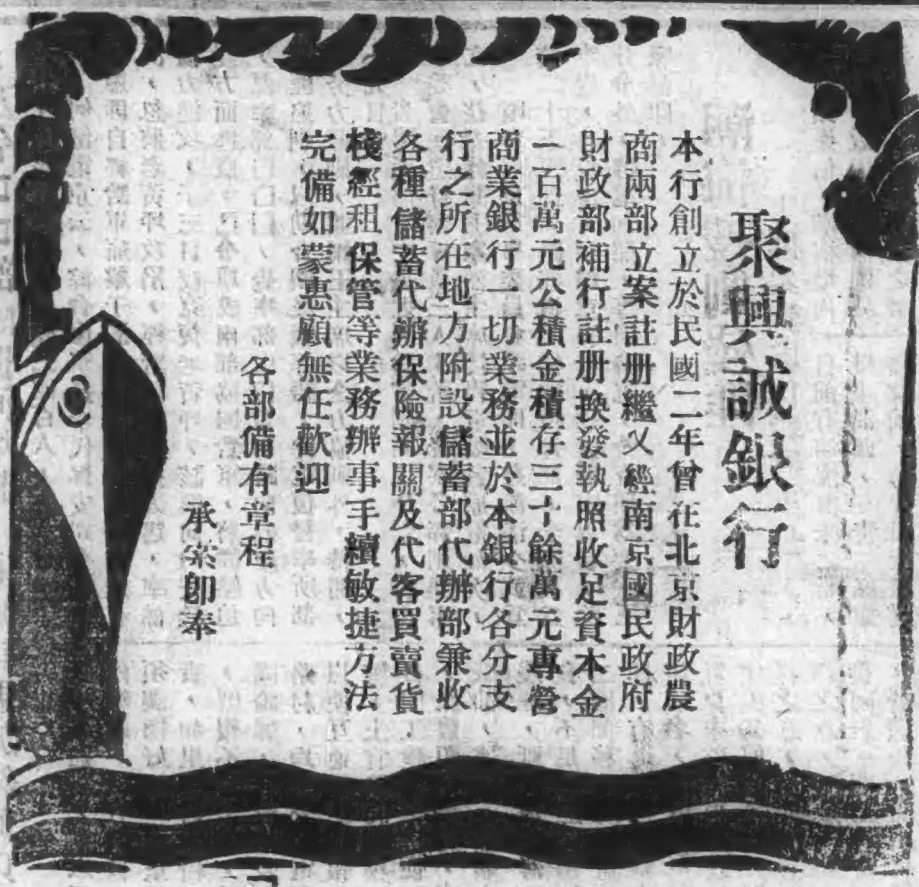 聚興誠銀行
本行創立於民國二年曾在北京財政農
商兩部立案註册繼又經南京國民政府
財政部補行註册換發執照收足資本金
一百萬元公積金積存三十餘萬元專營
商業銀行一切業務並於本銀行各分支
行之所在地方附設儲蓄部代辦部兼收
各種儲蓄代辦保險報關及代客買賣貨
棧經租保管等業務辦事手續敏捷方法
完備如蒙惠顧無任歡迎
各部備有章程
承索即奉